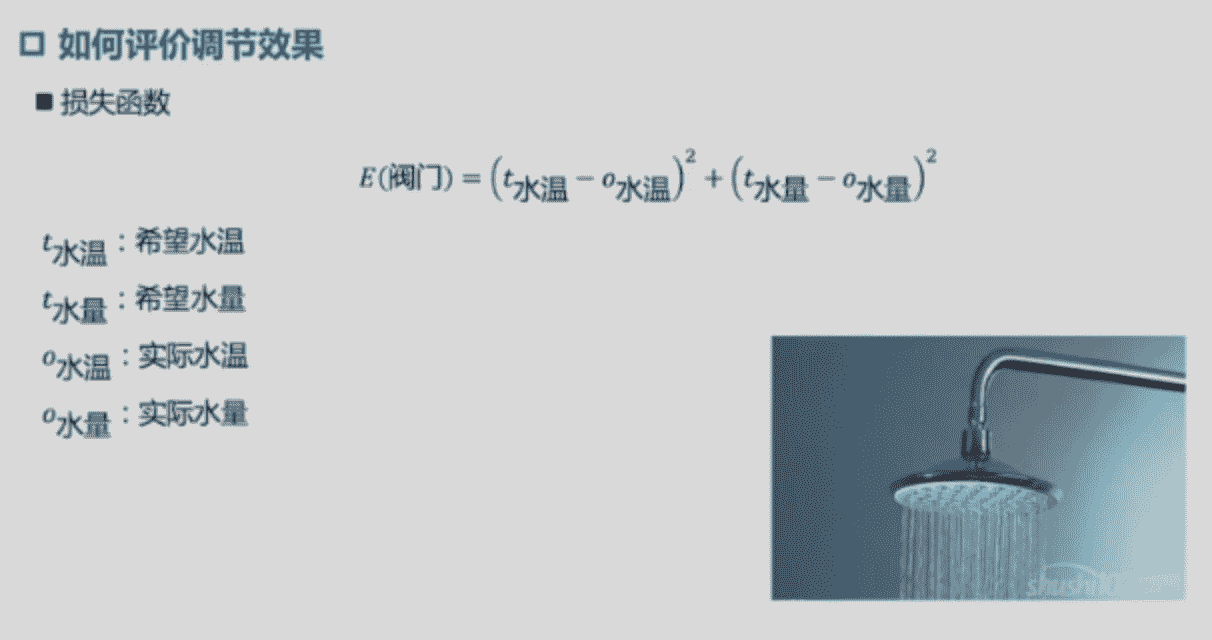 如何评价调节效果
损失函数
E(阀门) = (t水温 − o水温)² + (t水量 − o水量)²
t水温：希望水温
t水量：希望水量
o水温：实际水温
o水量：实际水量